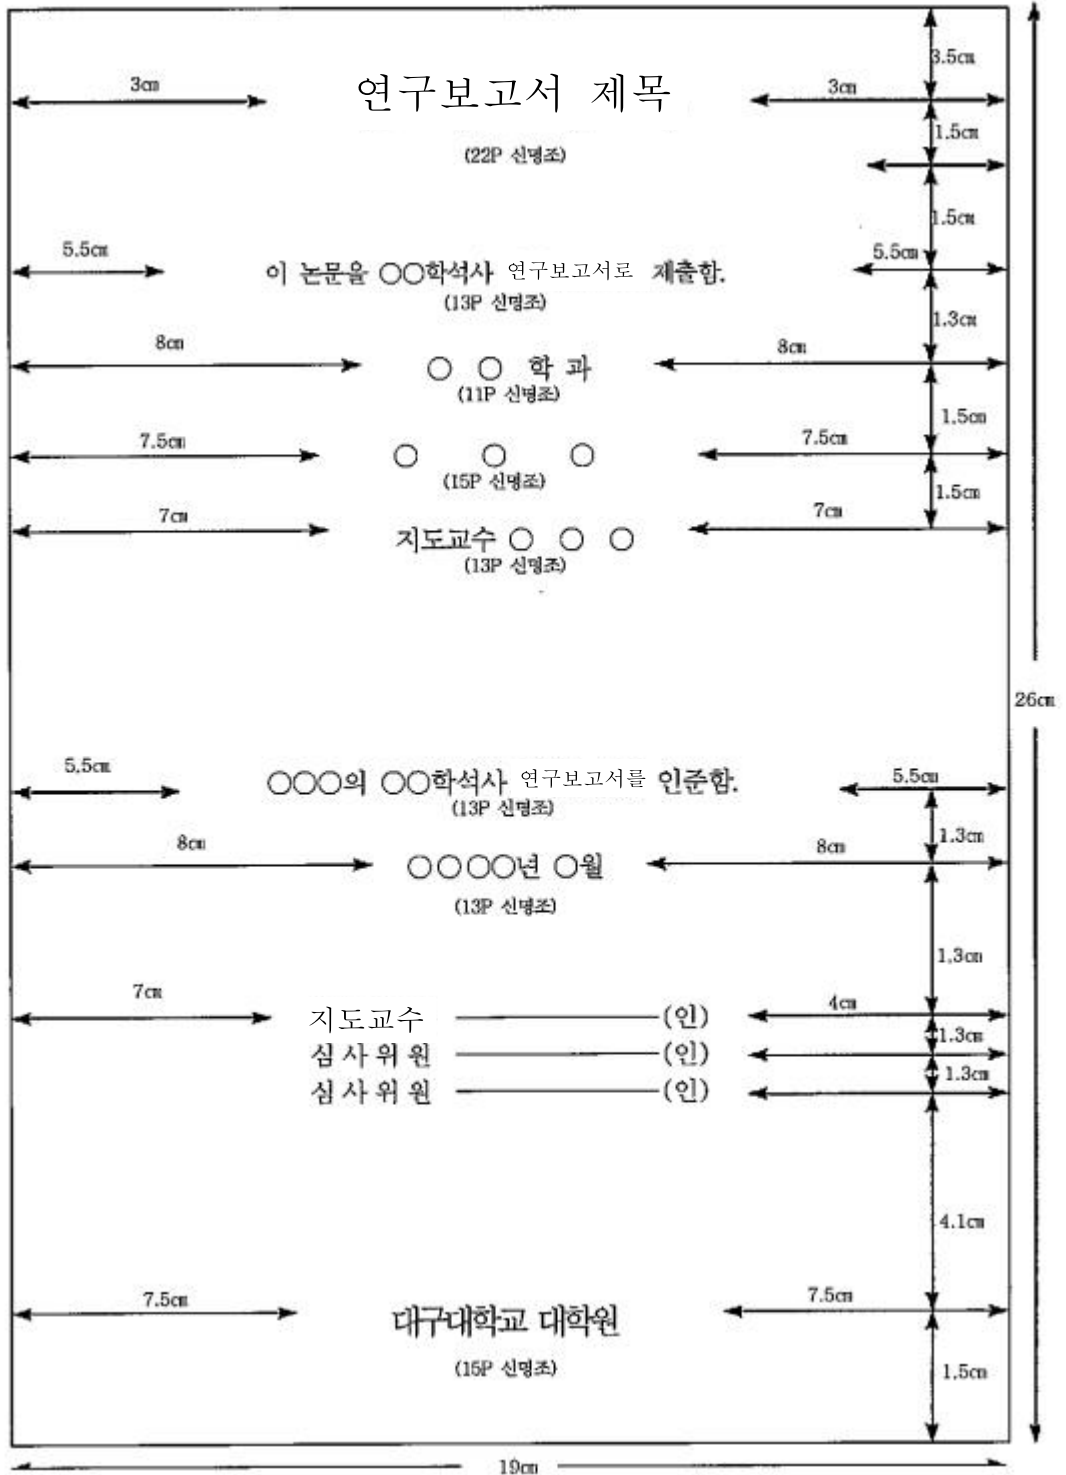 3.5㎝
3㎝ 연구보고서 제목 3㎝
1.5㎝
(22P 신명조)
1.5㎝
5.5㎝ 이 논문을 ○○학석사 연구보고서로 제출함. 5.5㎝
(13P 신명조)
1.3㎝
8㎝ ○ ○ 학 과 8㎝
(11P 신명조)
1.5㎝
7.5㎝ ○ ○ ○ 7.5㎝
(15P 신명조)
1.5㎝
7㎝ 지도교수 ○ ○ ○ 7㎝
(13P 신명조)
26㎝
5.5㎝ ○○○의 ○○학석사 연구보고서를 인준함. 5.5㎝
(13P 신명조)
1.3㎝
8㎝ ○○○○년 ○월 8㎝
(13P 신명조)
1.3㎝
7㎝ 지도교수 (인) 4㎝
1.3㎝
심사위원 (인)
1.3㎝
심사위원 (인)
4.1㎝
7.5㎝ 대구대학교 대학원 7.5㎝
(15P 신명조)
1.5㎝
19㎝